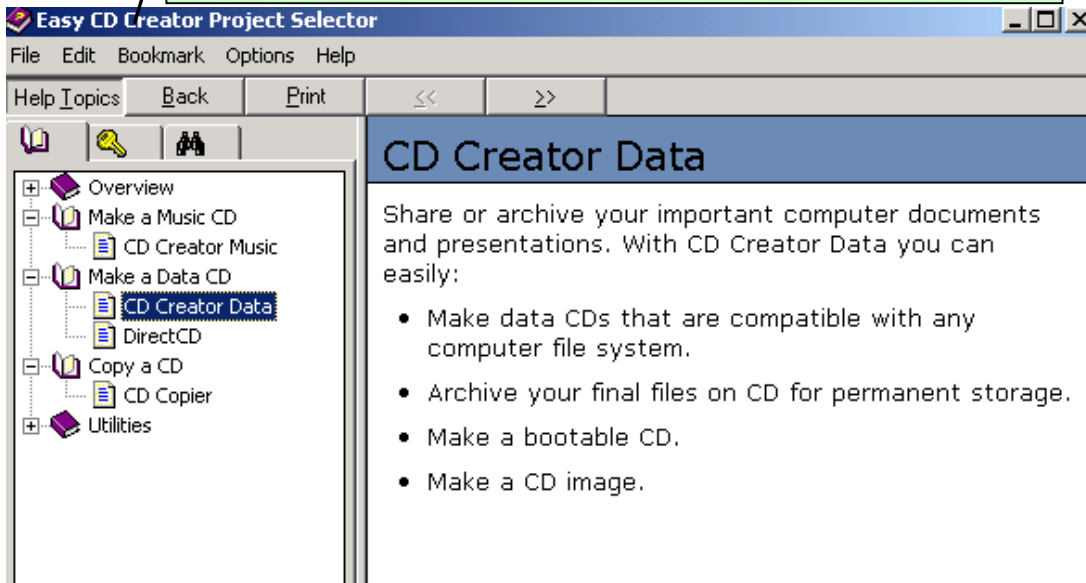 Easy CD Creator Project Selector
File Edit Bookmark Options Help
Help Topics Back Print << >>
Overview
Make a Music CD
CD Creator Music
Make a Data CD
CD Creator Data
DirectCD
Copy a CD
CD Copier
Utilities
CD Creator Data
Share or archive your important computer documents
and presentations. With CD Creator Data you can
easily:
• Make data CDs that are compatible with any
computer file system.
• Archive your final files on CD for permanent storage.
• Make a bootable CD.
• Make a CD image.